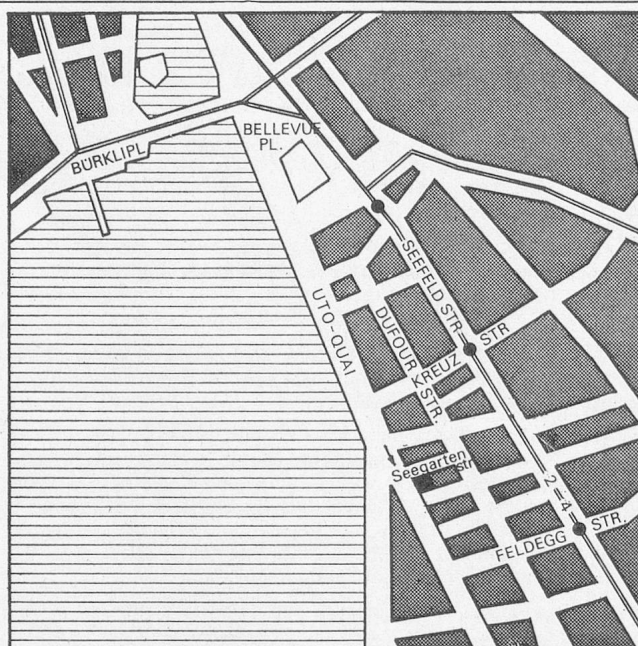 BELLEVUE
PL.
BÜRKLIPL
SEEFELD STR
UTO-QUAI
DUFOUR STR.
KREUZ STR
Seegarten
str
2-4
FELDEGG STR.